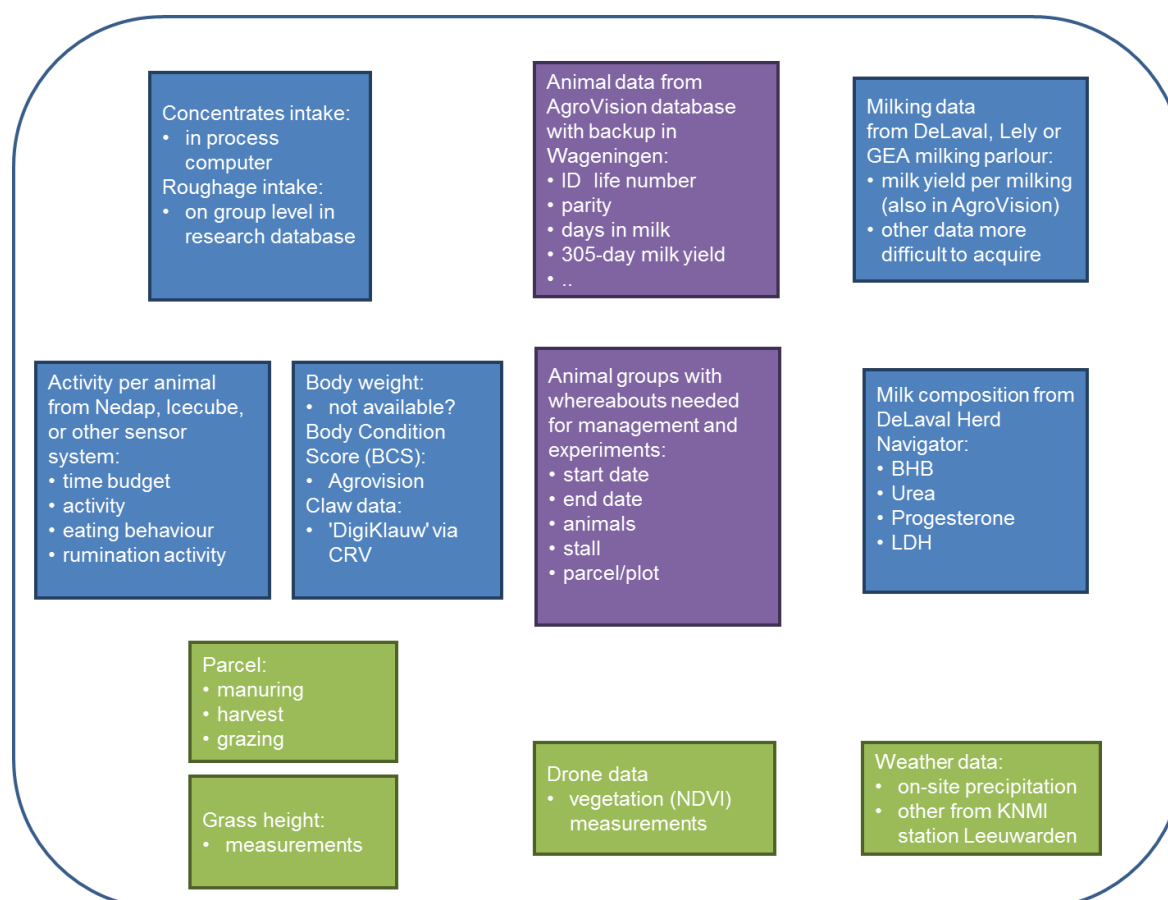 Concentrates intake:
• in process
computer
Roughage intake:
• on group level in
research database
Animal data from
AgroVision database
with backup in
Wageningen:
• ID life number
• parity
• days in milk
• 305-day milk yield
• ..
Milking data
from DeLaval, Lely or
GEA milking parlour:
• milk yield per milking
(also in AgroVision)
• other data more
difficult to acquire
Activity per animal
from Nedap, Icecube,
or other sensor
system:
• time budget
• activity
• eating behaviour
• rumination activity
Body weight:
• not available?
Body Condition
Score (BCS):
• Agrovision
Claw data:
• 'DigiKlauw' via
CRV
Animal groups with
whereabouts needed
for management and
experiments:
• start date
• end date
• animals
• stall
• parcel/plot
Milk composition from
DeLaval Herd
Navigator:
• BHB
• Urea
• Progesterone
• LDH
Parcel:
• manuring
• harvest
• grazing
Grass height:
• measurements
Drone data
• vegetation (NDVI)
measurements
Weather data:
• on-site precipitation
• other from KNMI
station Leeuwarden